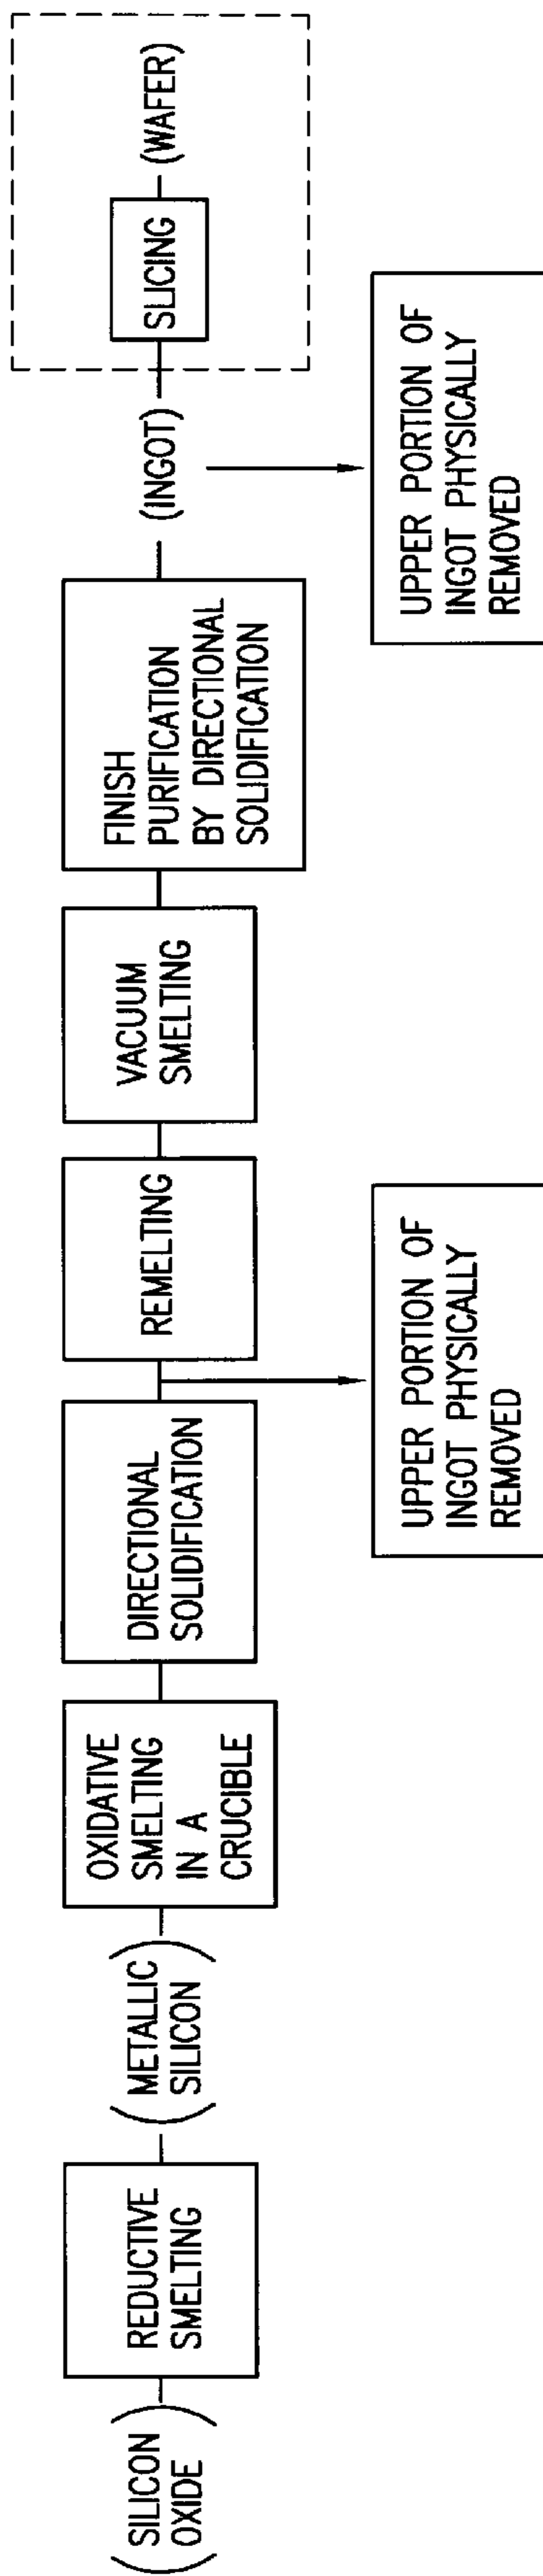 (SILICON
OXIDE)
REDUCTIVE
SMELTING
(METALLIC
SILICON)
OXIDATIVE
SMELTING
IN A
CRUCIBLE
DIRECTIONAL
SOLIDIFICATION
UPPER PORTION OF
INGOT PHYSICALLY
REMOVED
REMELTING
VACUUM
SMELTING
FINISH
PURIFICATION
BY DIRECTIONAL
SOLIDIFICATION
(INGOT)
UPPER PORTION OF
INGOT PHYSICALLY
REMOVED
SLICING
(WAFER)